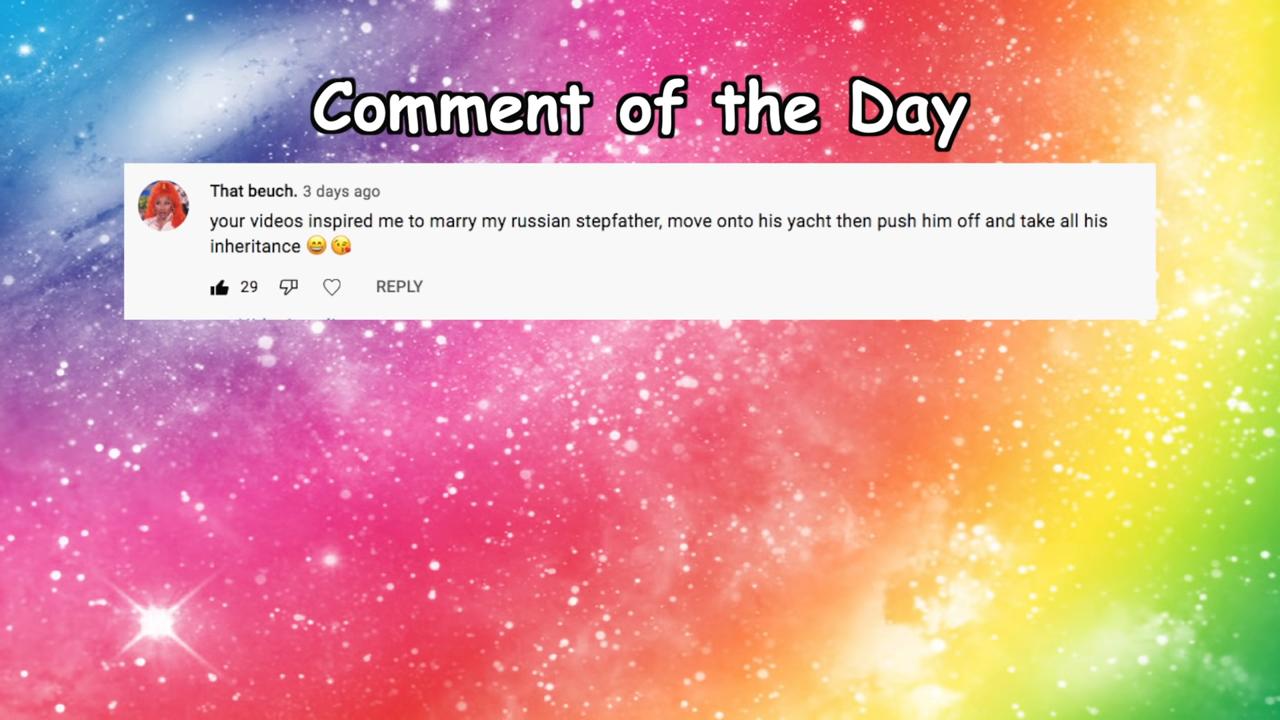 Comment of the Day
That beuch. 3 days ago
your videos inspired me to marry my russian stepfather, move onto his yacht then push him off and take all his
inheritance 😄 😘
29 REPLY